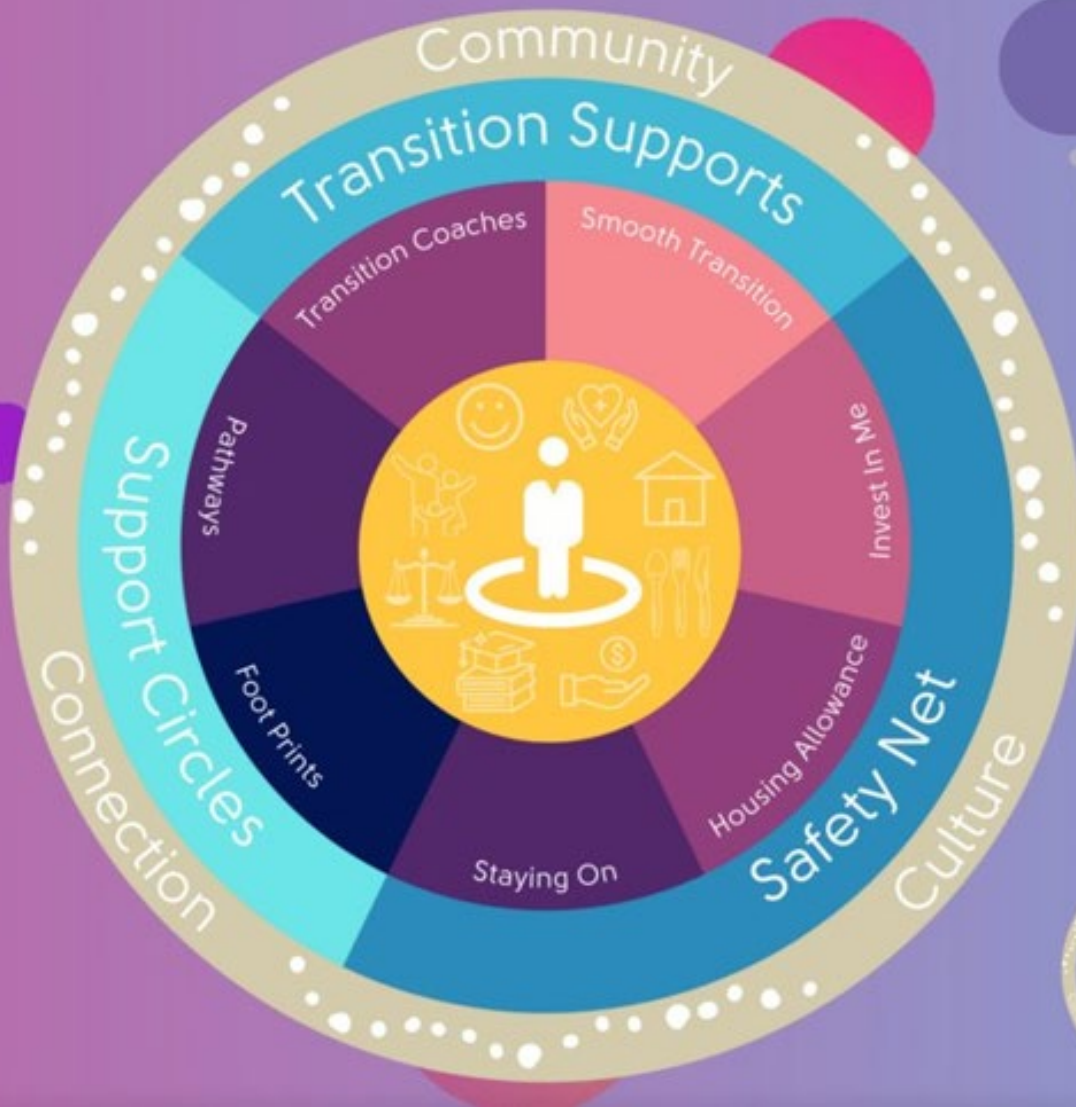 Community
Transition Supports
Transition Coaches
Smooth Transition
Pathways
Invest In Me
Support Circles
Foot Prints
Housing Allowance
Safety Net
Staying On
Connection
Culture
$